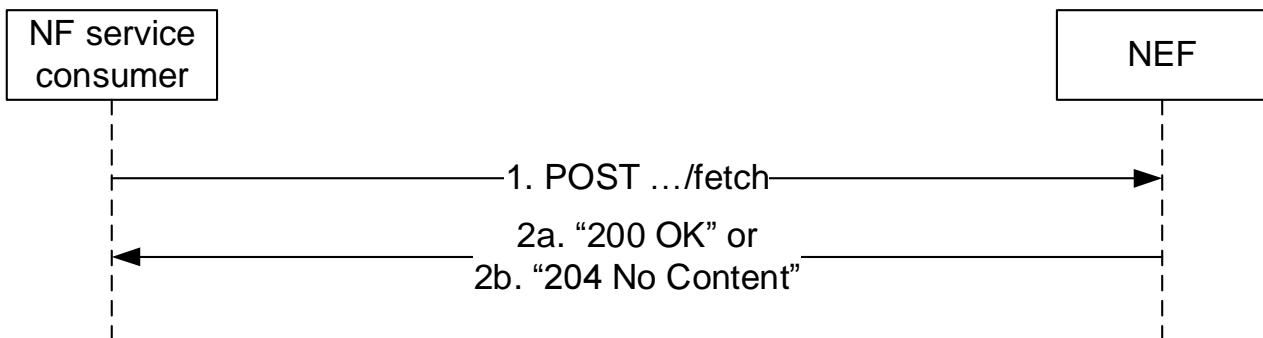 NF service
consumer
NEF
1. POST …/fetch
2a. “200 OK” or
2b. “204 No Content”